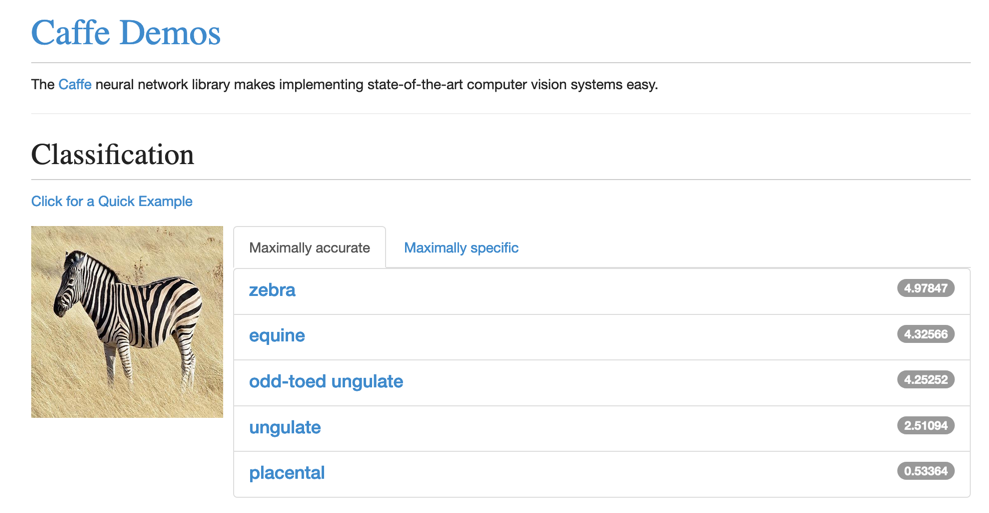 Caffe Demos
The Caffe neural network library makes implementing state-of-the-art computer vision systems easy.
Classification
Click for a Quick Example
Maximally accurate
Maximally specific
zebra 4.97847
equine 4.32566
odd-toed ungulate 4.25252
ungulate 2.51094
placental 0.53364